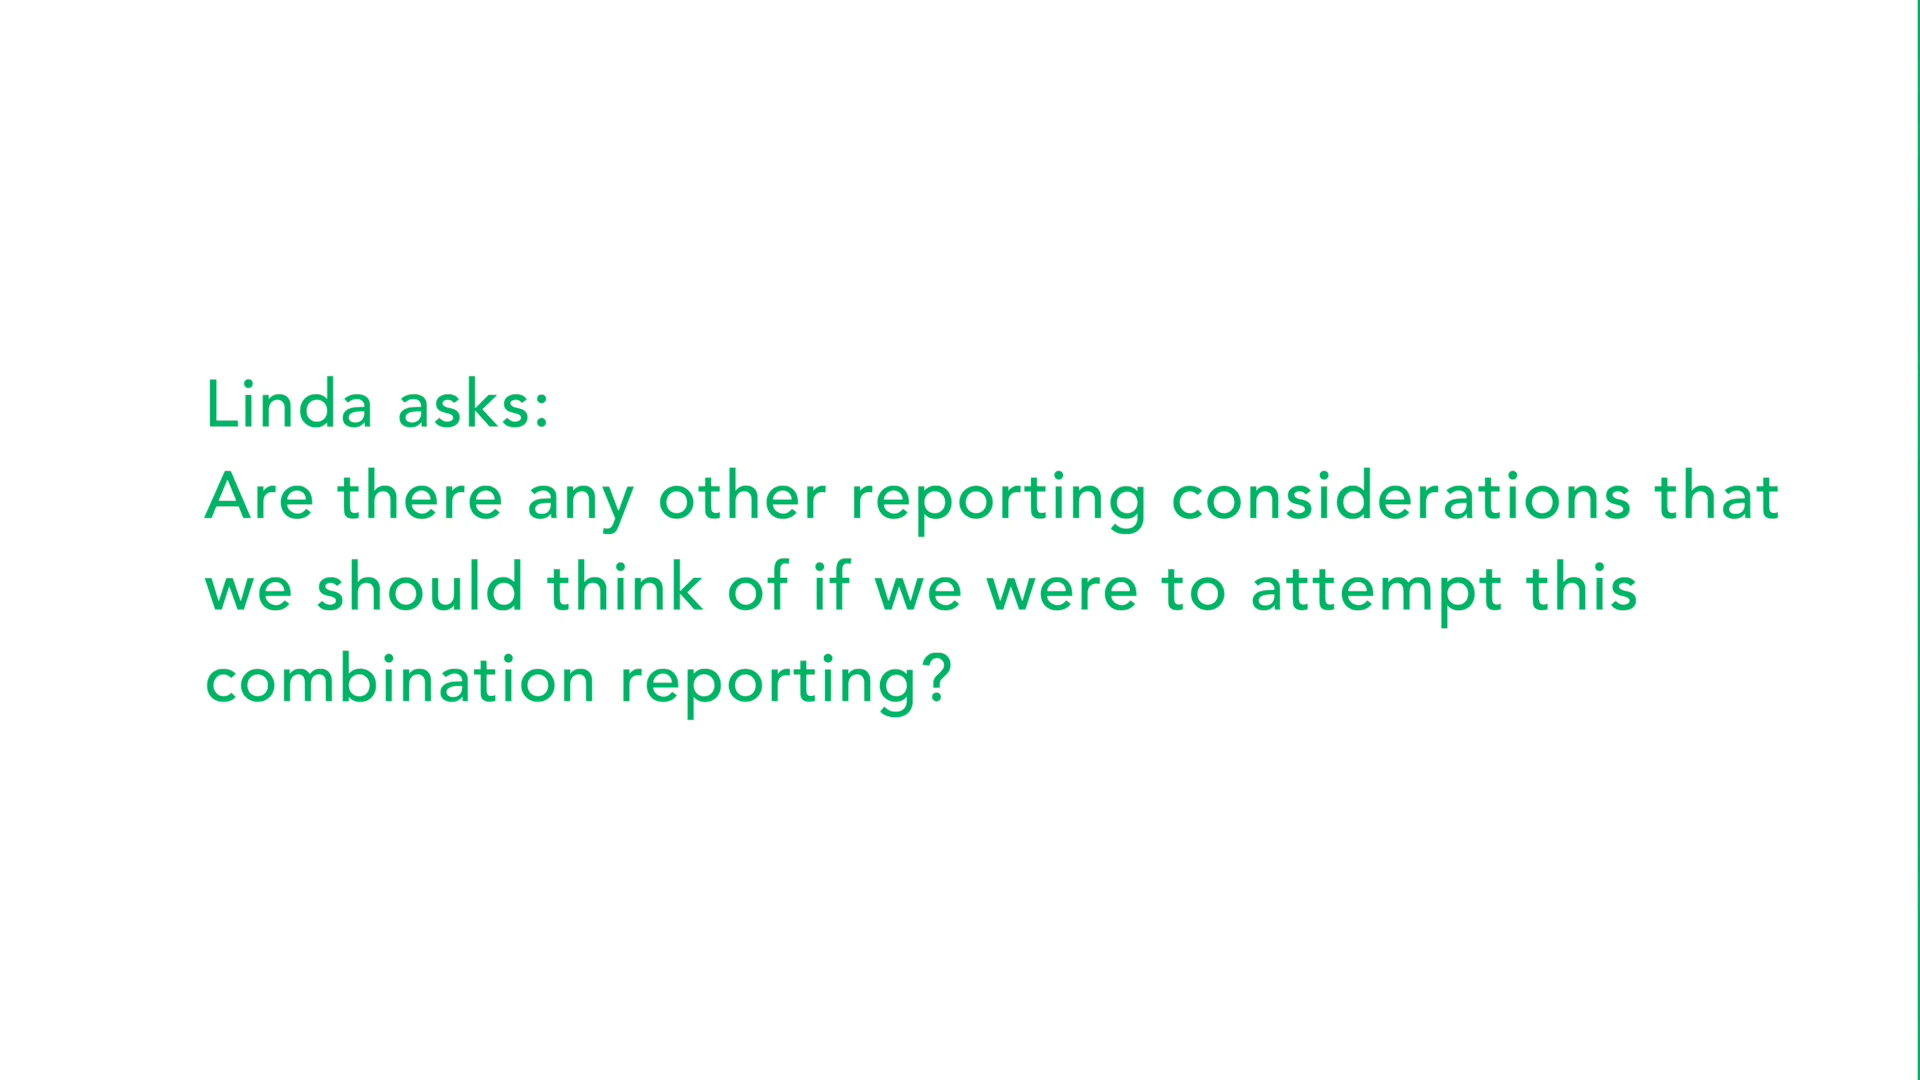 Linda asks:
Are there any other reporting considerations that
we should think of if we were to attempt this
combination reporting?